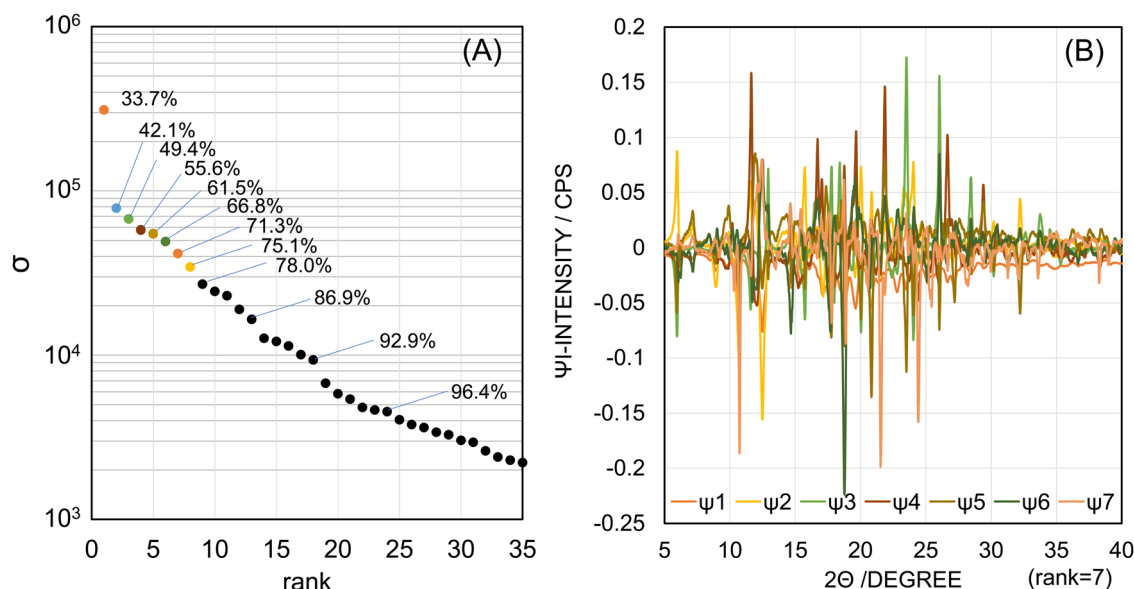 (A)
10⁶
10⁵
10⁴
10³
σ
33.7%
42.1%
49.4%
55.6%
61.5%
66.8%
71.3%
75.1%
78.0%
86.9%
92.9%
96.4%
0 5 10 15 20 25 30 35
rank
(B)
0.2
0.15
0.1
0.05
0
-0.05
-0.1
-0.15
-0.2
-0.25
ΨI-INTENSITY / CPS
ψ1 ψ2 ψ3 ψ4 ψ5 ψ6 ψ7
5 10 15 20 25 30 35 40
2Θ /DEGREE (rank=7)